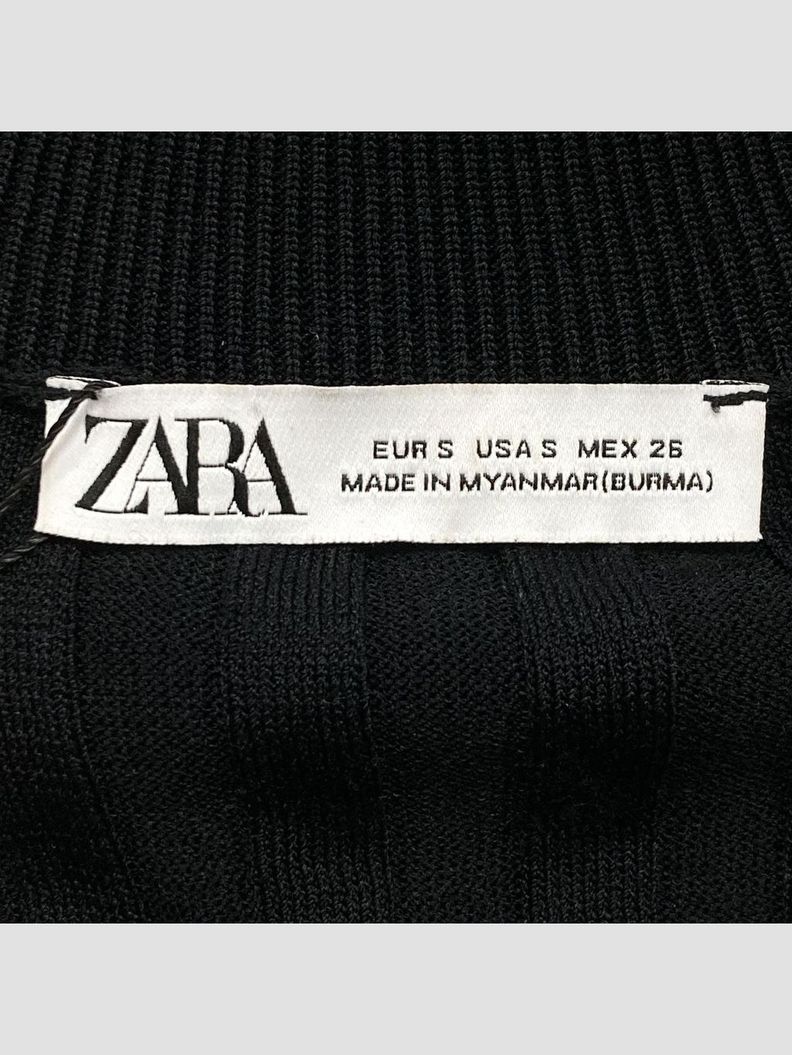 ZARA
EUR S USA S MEX 26
MADE IN MYANMAR(BURMA)